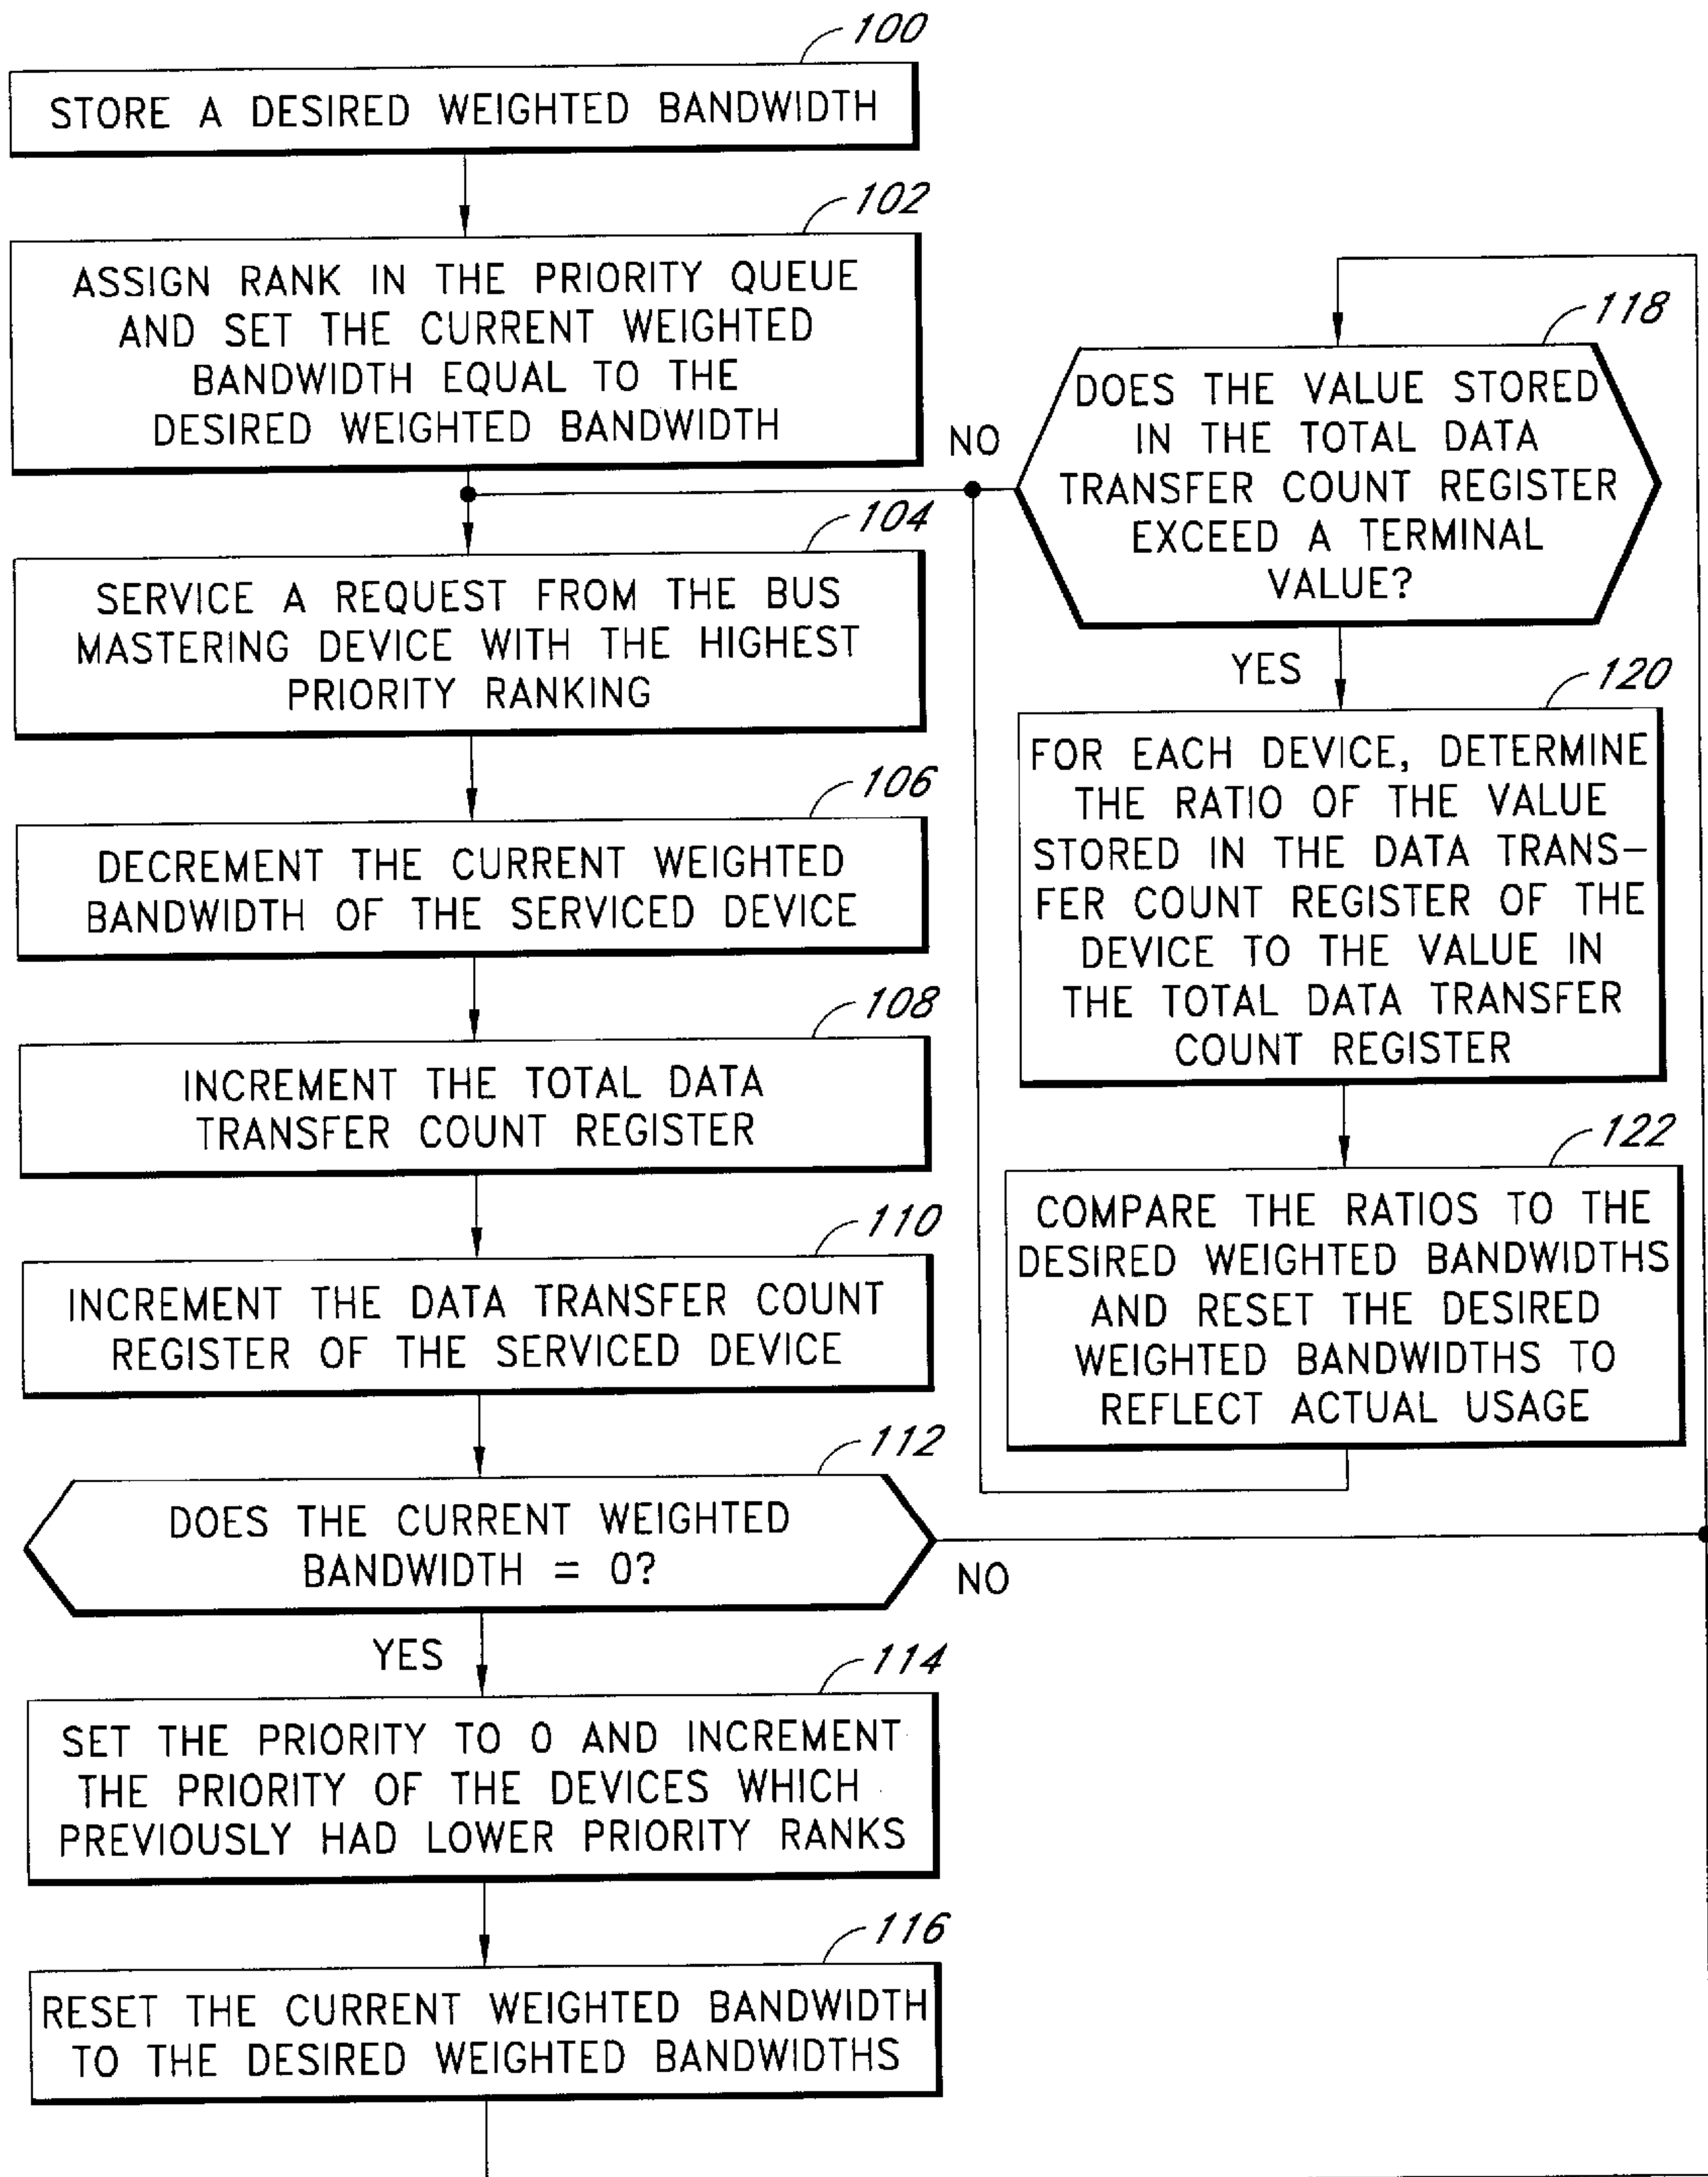 100
STORE A DESIRED WEIGHTED BANDWIDTH
102
ASSIGN RANK IN THE PRIORITY QUEUE
AND SET THE CURRENT WEIGHTED
BANDWIDTH EQUAL TO THE
DESIRED WEIGHTED BANDWIDTH
104
SERVICE A REQUEST FROM THE BUS
MASTERING DEVICE WITH THE HIGHEST
PRIORITY RANKING
106
DECREMENT THE CURRENT WEIGHTED
BANDWIDTH OF THE SERVICED DEVICE
108
INCREMENT THE TOTAL DATA
TRANSFER COUNT REGISTER
110
INCREMENT THE DATA TRANSFER COUNT
REGISTER OF THE SERVICED DEVICE
112
DOES THE CURRENT WEIGHTED
BANDWIDTH = 0?
NO
YES
114
SET THE PRIORITY TO 0 AND INCREMENT
THE PRIORITY OF THE DEVICES WHICH
PREVIOUSLY HAD LOWER PRIORITY RANKS
116
RESET THE CURRENT WEIGHTED BANDWIDTH
TO THE DESIRED WEIGHTED BANDWIDTHS
118
DOES THE VALUE STORED
IN THE TOTAL DATA
TRANSFER COUNT REGISTER
EXCEED A TERMINAL
VALUE?
NO
YES
120
FOR EACH DEVICE, DETERMINE
THE RATIO OF THE VALUE
STORED IN THE DATA TRANS-
FER COUNT REGISTER OF THE
DEVICE TO THE VALUE IN
THE TOTAL DATA TRANSFER
COUNT REGISTER
122
COMPARE THE RATIOS TO THE
DESIRED WEIGHTED BANDWIDTHS
AND RESET THE DESIRED
WEIGHTED BANDWIDTHS TO
REFLECT ACTUAL USAGE